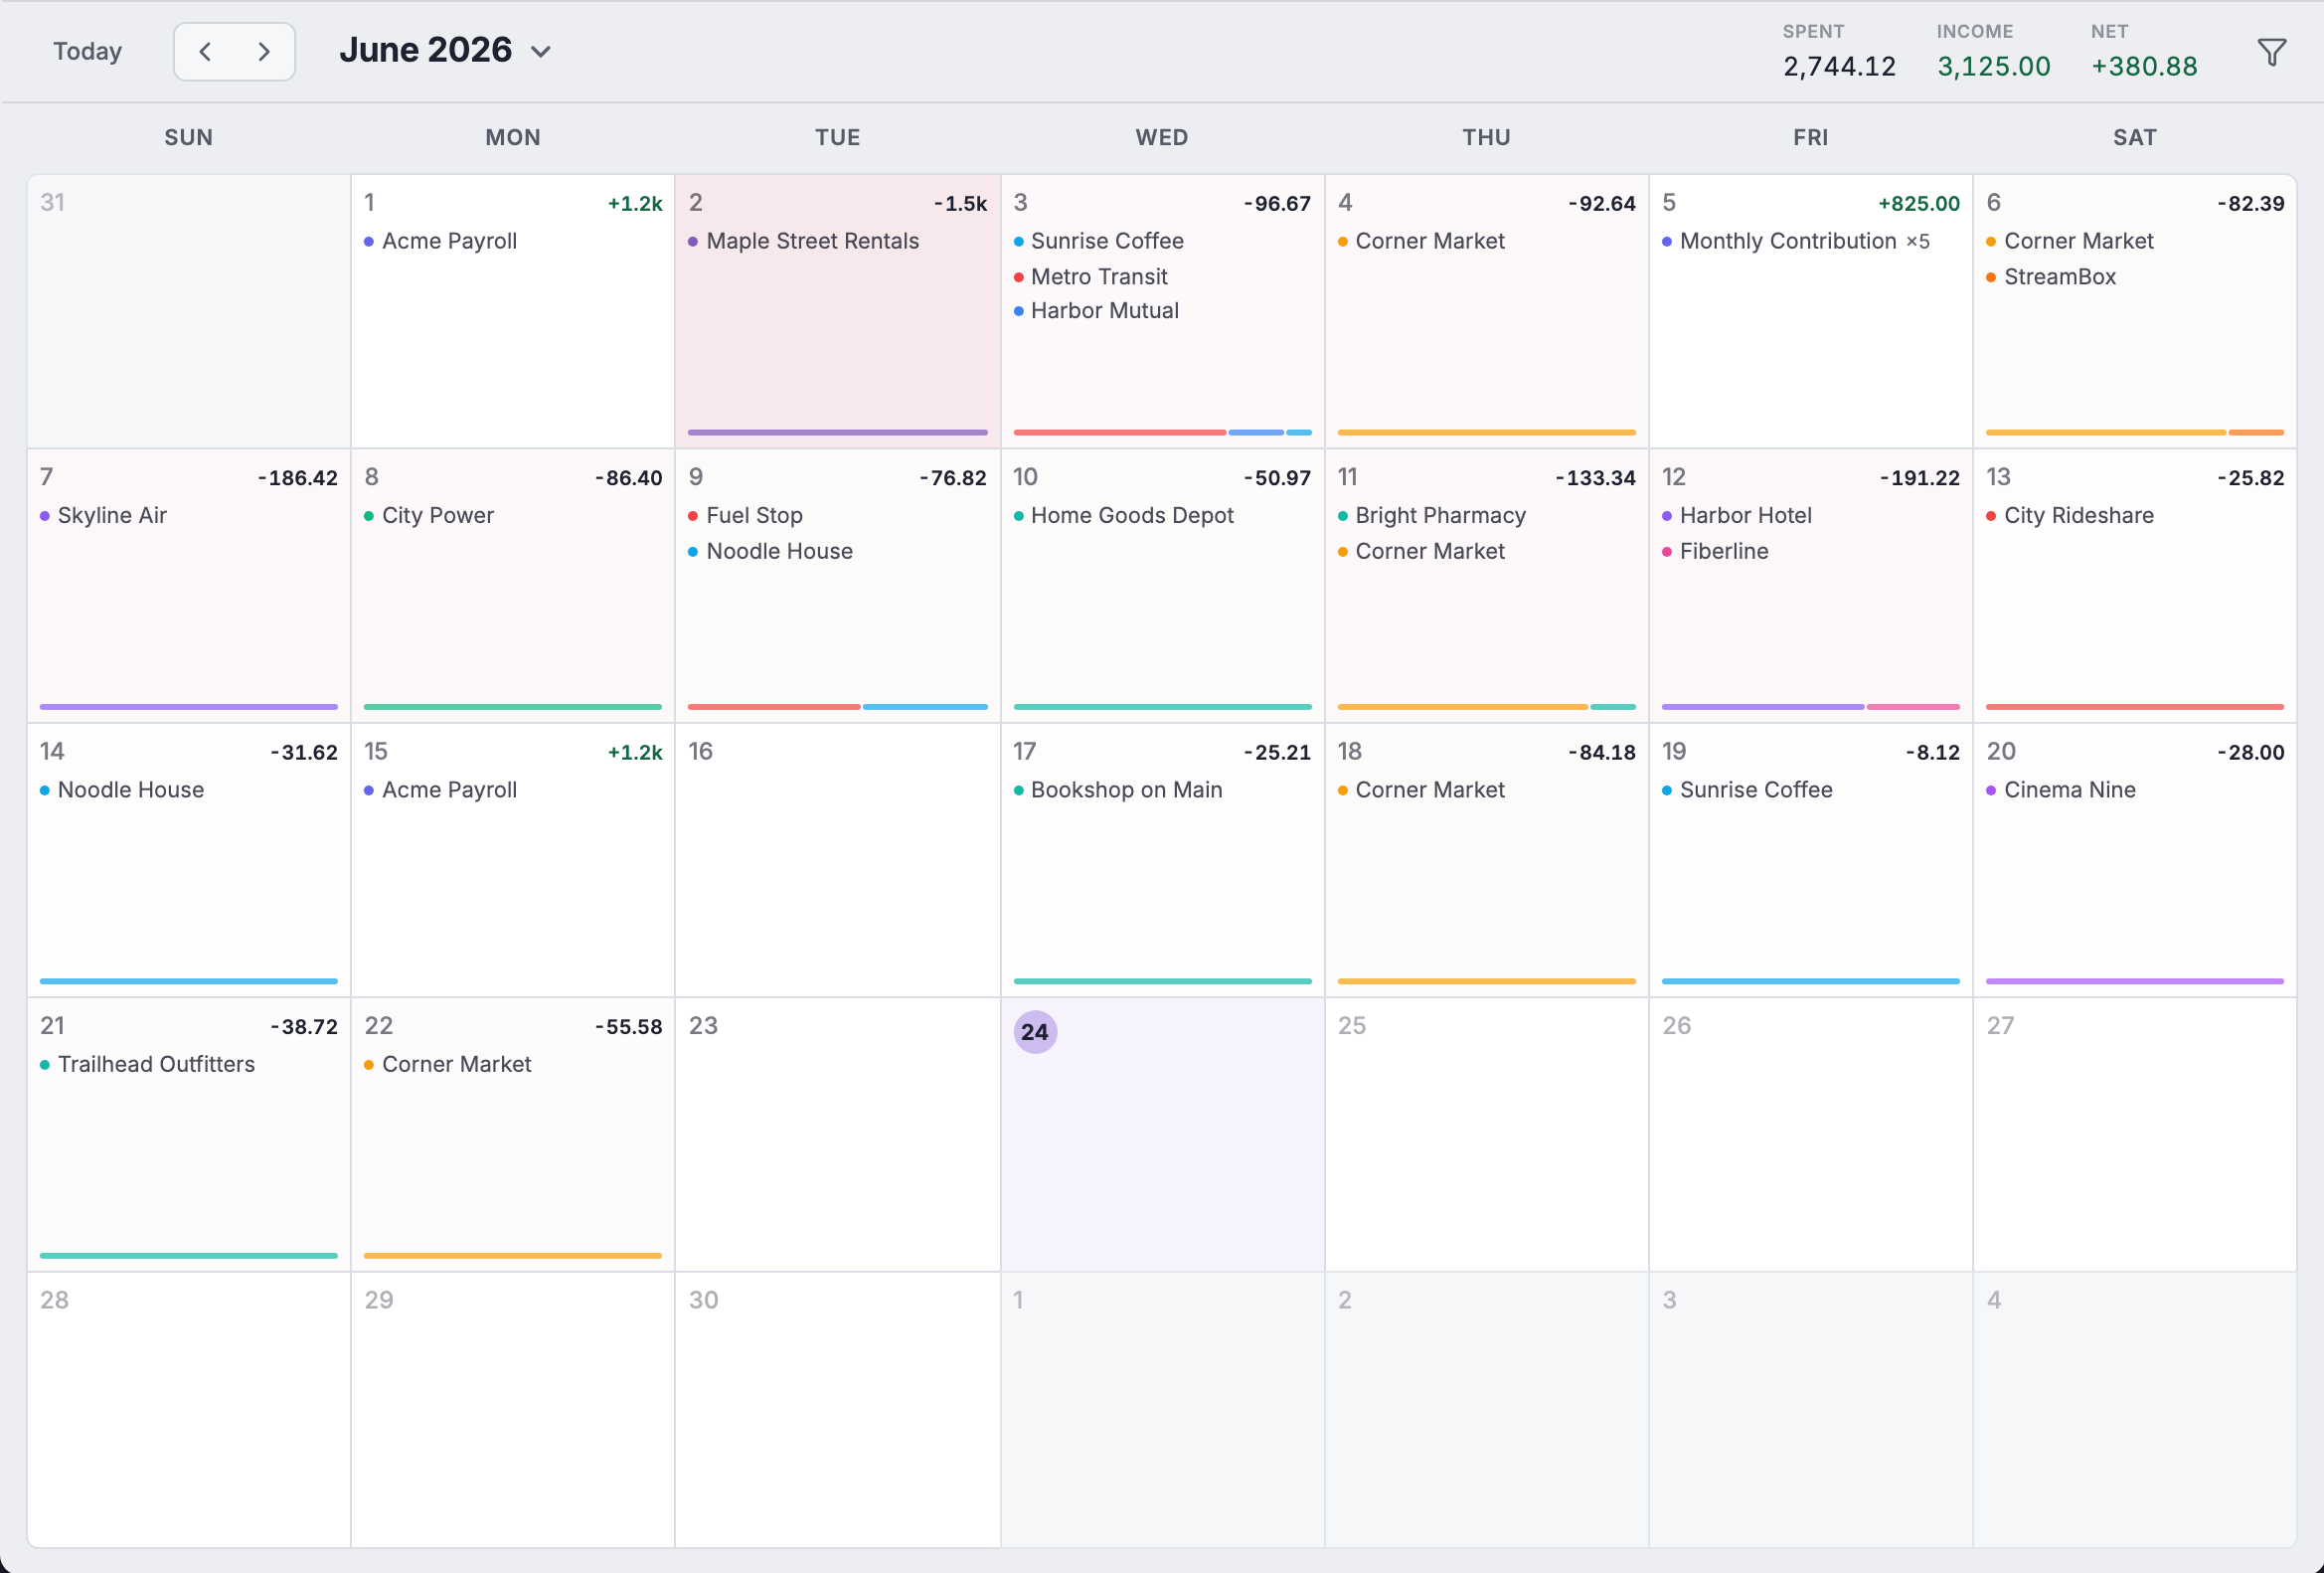 Today
June 2026
SPENT INCOME NET
2,744.12 3,125.00 +380.88
SUN MON TUE WED THU FRI SAT
31
1 +1.2k
Acme Payroll
2 -1.5k
Maple Street Rentals
3 -96.67
Sunrise Coffee
Metro Transit
Harbor Mutual
4 -92.64
Corner Market
5 +825.00
Monthly Contribution ×5
6 -82.39
Corner Market
StreamBox
7 -186.42
Skyline Air
8 -86.40
City Power
9 -76.82
Fuel Stop
Noodle House
10 -50.97
Home Goods Depot
11 -133.34
Bright Pharmacy
Corner Market
12 -191.22
Harbor Hotel
Fiberline
13 -25.82
City Rideshare
14 -31.62
Noodle House
15 +1.2k
Acme Payroll
16
17 -25.21
Bookshop on Main
18 -84.18
Corner Market
19 -8.12
Sunrise Coffee
20 -28.00
Cinema Nine
21 -38.72
Trailhead Outfitters
22 -55.58
Corner Market
23
24
25
26
27
28
29
30
1
2
3
4